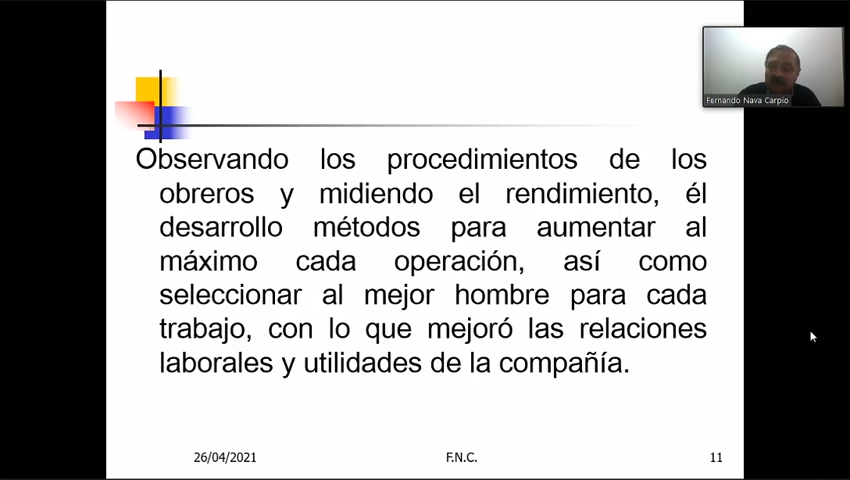 Fernando Nava Carpio
Observando los procedimientos de los
obreros y midiendo el rendimiento, él
desarrollo métodos para aumentar al
máximo cada operación, así como
seleccionar al mejor hombre para cada
trabajo, con lo que mejoró las relaciones
laborales y utilidades de la compañía.
26/04/2021 F.N.C. 11